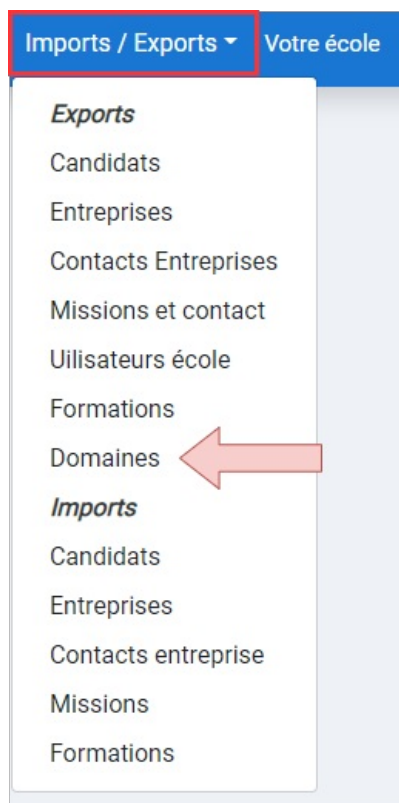 Imports / Exports Votre école
Exports
Candidats
Entreprises
Contacts Entreprises
Missions et contact
Uilisateurs école
Formations
Domaines
Imports
Candidats
Entreprises
Contacts entreprise
Missions
Formations